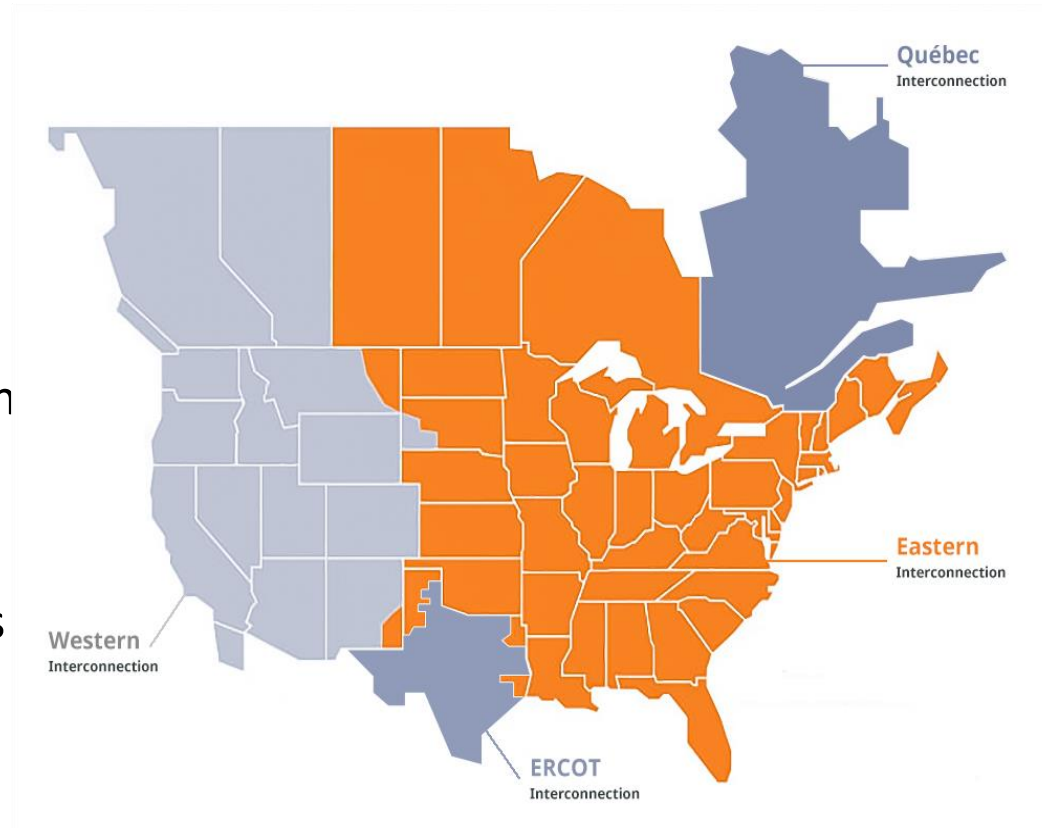 Québec
Interconnection
n
Eastern
Interconnection
s
Western
Interconnection
ERCOT
Interconnection